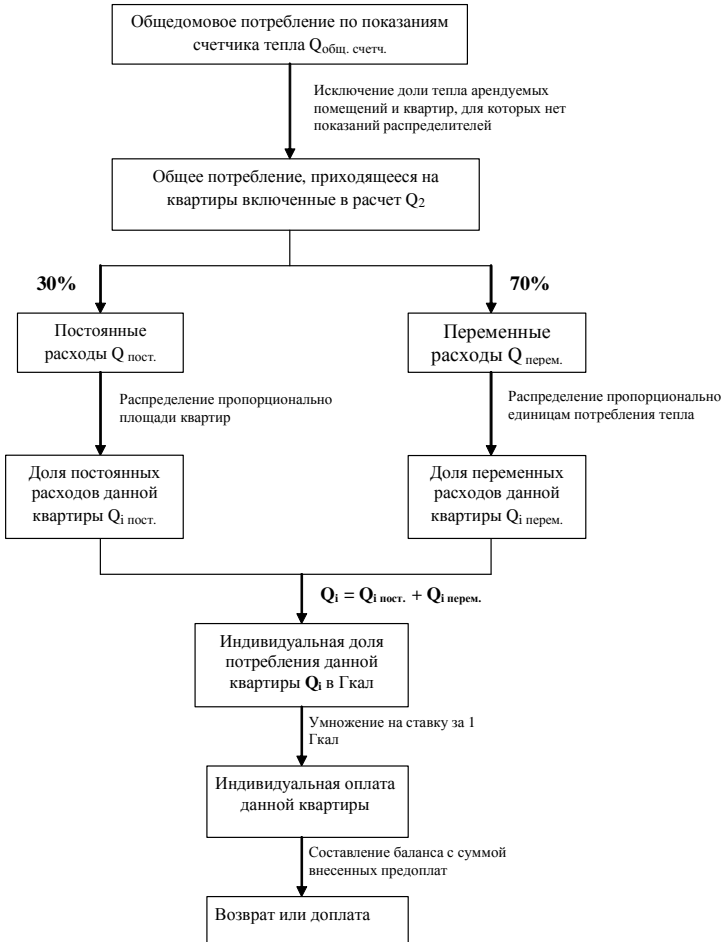 Общедомовое потребление по показаниям
счетчика тепла Qобщ. счетч.
Исключение доли тепла арендуемых
помещений и квартир, для которых нет
показаний распределителей
Общее потребление, приходящееся на
квартиры включенные в расчет Q2
30%
70%
Постоянные
расходы Q пост.
Переменные
расходы Q перем.
Распределение пропорционально
площади квартир
Распределение пропорционально
единицам потребления тепла
Доля постоянных
расходов данной
квартиры Qi пост.
Доля переменных
расходов данной
квартиры Qi перем.
Qi = Qi пост. + Qi перем.
Индивидуальная доля
потребления данной
квартиры Qi в Гкал
Умножение на ставку за 1
Гкал
Индивидуальная оплата
данной квартиры
Составление баланса с суммой
внесенных предоплат
Возврат или доплата